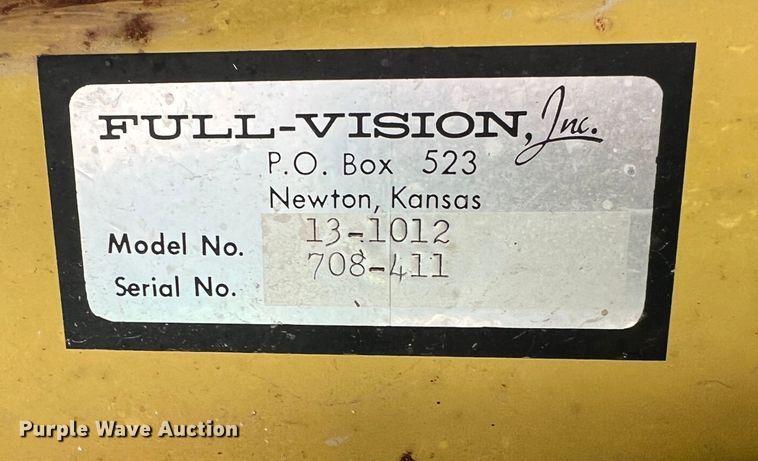 FULL-VISION, Inc.
P.O. Box 523
Newton, Kansas
Model No. 13-1012
Serial No. 708-411
Purple Wave Auction